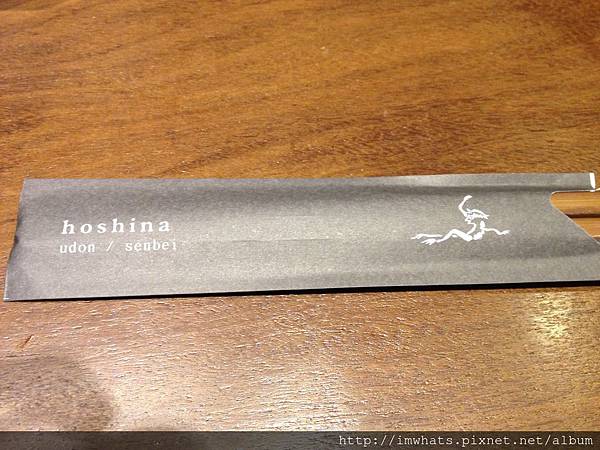 hoshina
udon / senbei
http://imwhats.pixnet.net/album